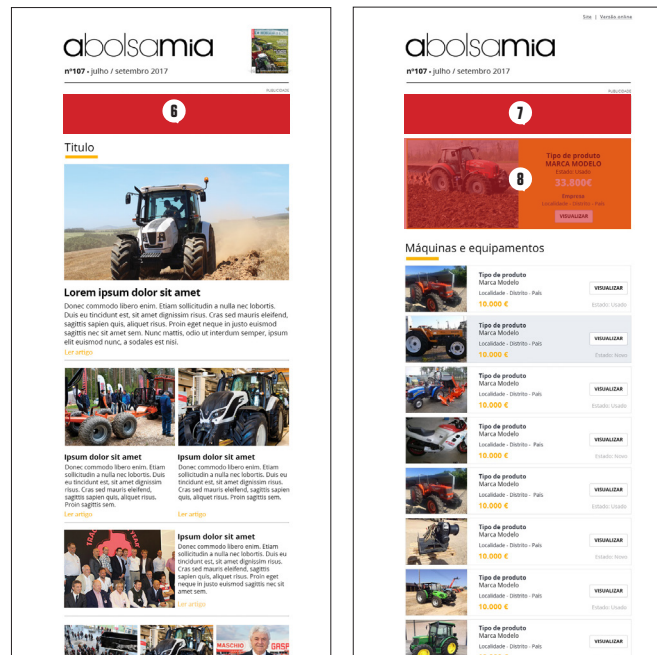 abolsamia
nº107 - julho / setembro 2017
PUBLICIDADE
6
Titulo
Lorem ipsum dolor sit amet
Donec commodo libero enim. Etiam sollicitudin a nulla nec lobortis.
Duis eu tincidunt est, sit amet dignissim risus. Cras sed mauris eleifend,
sagittis sapien quis, aliquet risus. Proin eget neque in justo euismod
sagittis nec sit amet sem. Nunc mattis, odio ut interdum semper, ipsum
elit euismod nunc, a sodales est nisi.
Ler artigo
Ipsum dolor sit amet
Donec commodo libero enim. Etiam
sollicitudin a nulla nec lobortis. Duis
eu tincidunt est, sit amet dignissim
risus. Cras sed mauris eleifend,
sagittis sapien quis, aliquet risus.
Proin sagittis sem.
Ler artigo
Ipsum dolor sit amet
Donec commodo libero enim. Etiam
sollicitudin a nulla nec lobortis. Duis eu
tincidunt est, sit amet dignissim risus.
Cras sed mauris eleifend, sagittis sapien
quis, aliquet risus. Proin sagittis sem.
Ler artigo
Ipsum dolor sit amet
Donec commodo libero enim. Etiam
sollicitudin a nulla nec lobortis. Duis eu
tincidunt est, sit amet dignissim risus.
Cras sed mauris eleifend, sagittis
sapien quis, aliquet risus. Proin eget
neque in justo euismod sagittis nec sit
amet sem.
Ler artigo
MASCHIO GASP
Site | Versão online
abolsamia
nº107 - julho / setembro 2017
PUBLICIDADE
7
8
Tipo de produto
MARCA MODELO
Estado: Usado
33.800€
Empresa
Localidade - Distrito - País
VISUALIZAR
Máquinas e equipamentos
Tipo de produto
Marca Modelo
Localidade - Distrito - País
10.000 €
VISUALIZAR
Estado: Usado
Tipo de produto
Marca Modelo
Localidade - Distrito - País
10.000 €
VISUALIZAR
Estado: Novo
Tipo de produto
Marca Modelo
Localidade - Distrito - País
10.000 €
VISUALIZAR
Estado: Usado
Tipo de produto
Marca Modelo
Localidade - Distrito - País
10.000 €
VISUALIZAR
Estado: Novo
Tipo de produto
Marca Modelo
Localidade - Distrito - País
10.000 €
VISUALIZAR
Estado: Usado
Tipo de produto
Marca Modelo
Localidade - Distrito - País
10.000 €
VISUALIZAR
Estado: Novo
Tipo de produto
Marca Modelo
Localidade - Distrito - País
10.000 €
VISUALIZAR
Estado: Usado
Tipo de produto
Marca Modelo
Localidade - Distrito - País
VISUALIZAR